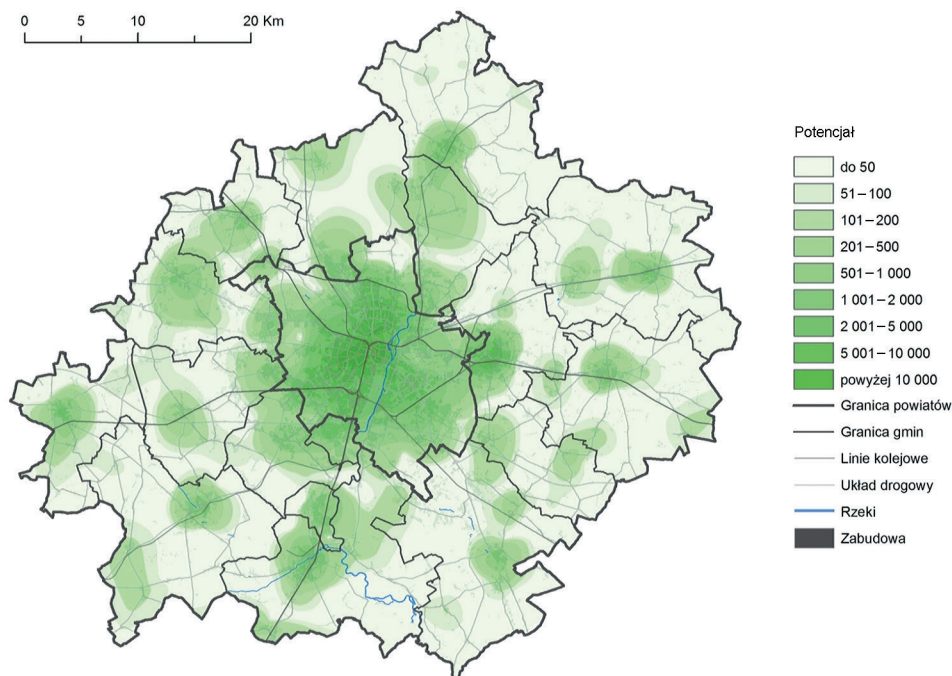 0 5 10 20 Km
Potencjał
do 50
51–100
101–200
201–500
501–1 000
1 001–2 000
2 001–5 000
5 001–10 000
powyżej 10 000
Granica powiatów
Granica gmin
Linie kolejowe
Układ drogowy
Rzeki
Zabudowa